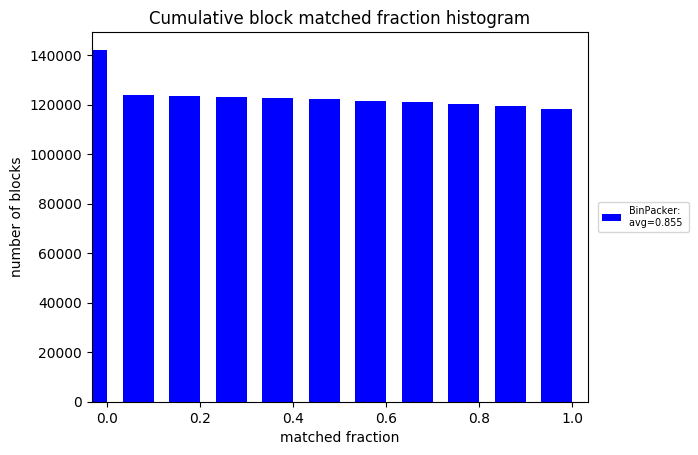 Cumulative block matched fraction histogram
number of blocks
140000
120000
100000
80000
60000
40000
20000
0
0.0
0.2
0.4
0.6
0.8
1.0
matched fraction
BinPacker:
avg=0.855